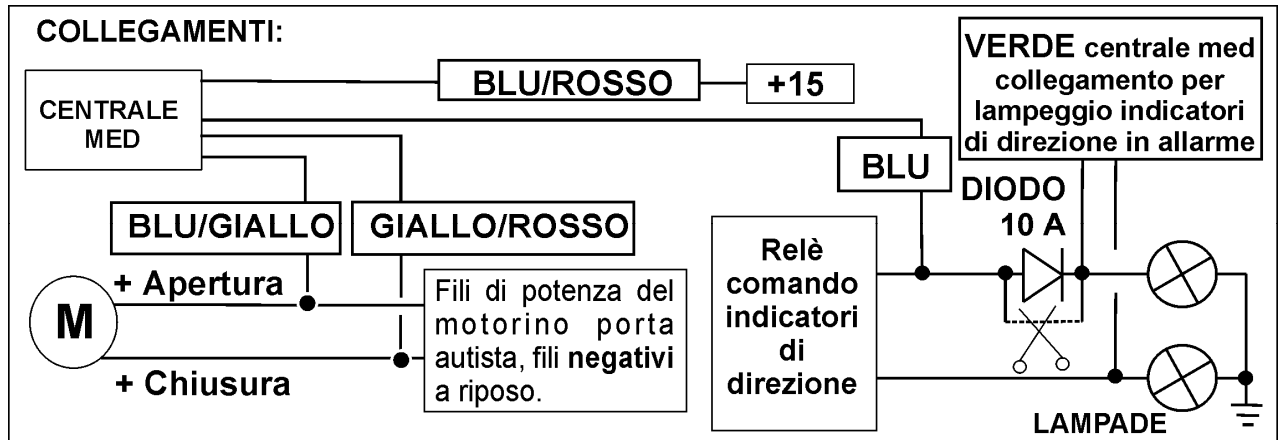 COLLEGAMENTI:
CENTRALE
MED
BLU/ROSSO
+15
VERDE centrale med
collegamento per
lampeggio indicatori
di direzione in allarme
BLU
DIODO
10 A
BLU/GIALLO
GIALLO/ROSSO
+ Apertura
M
+ Chiusura
Fili di potenza del
motorino porta
autista, fili negativi
a riposo.
Relè
comando
indicatori
di
direzione
LAMPADE